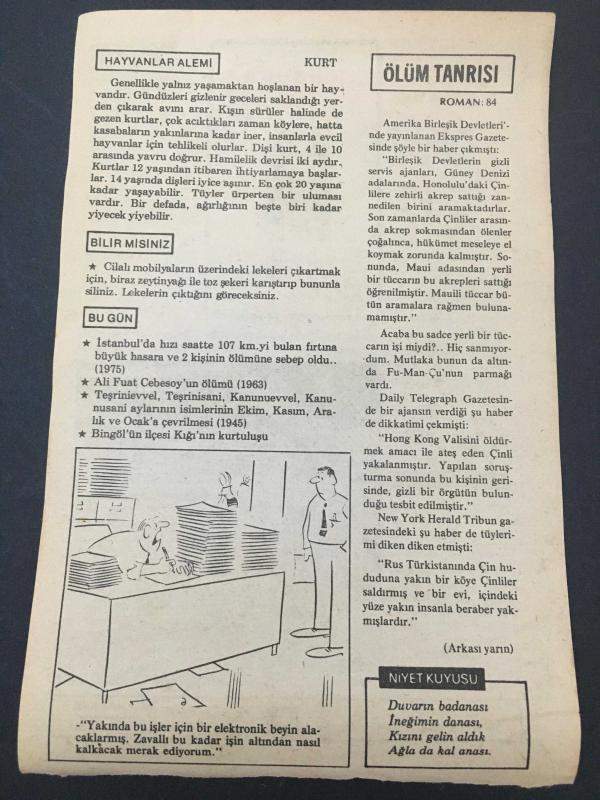 HAYVANLAR ALEMİ
KURT
Genellikle yalnız yaşamaktan hoşlanan bir hay-
vandır. Gündüzleri gizlenir geceleri saklandığı yer-
den çıkarak avını arar. Kışın sürüler halinde de
gezen kurtlar, çok acıktıkları zaman köylere, hatta
kasabaların yakınlarına kadar iner, insanlarla evcil
hayvanlar için tehlikeli olurlar. Dişi kurt, 4 ile 10
arasında yavru doğrur. Hamilelik devrisi iki aydır.
Kurtlar 12 yaşından itibaren ihtiyarlamaya başlar-
lar. 14 yaşında dişleri iyice aşınır. En çok 20 yaşına
kadar yaşayabilir. Tüyler ürperten bir uluması
vardır. Bir defada, ağırlığının beşte biri kadar
yiyecek yiyebilir.
BİLİR MİSİNİZ
★ Cilalı mobilyaların üzerindeki lekeleri çıkartmak
için, biraz zeytinyağı ile toz şekeri karıştırıp bununla
siliniz. Lekelerin çıktığını göreceksiniz.
BU GÜN
★ İstanbul'da hızı saatte 107 km.yi bulan fırtına
büyük hasara ve 2 kişinin ölümüne sebep oldu..
(1975)
★ Ali Fuat Cebesoy'un ölümü (1963)
★ Teşrinievvel, Teşrinisani, Kanunuevvel, Kanu-
nusani aylarının isimlerinin Ekim, Kasım, Ara-
lık ve Ocak'a çevrilmesi (1945)
★ Bingöl'ün ilçesi Kığı'nın kurtuluşu
-"Yakında bu işler için bir elektronik beyin ala-
caklarmış. Zavallı bu kadar işin altından nasıl
kalkacak merak ediyorum."
ÖLÜM TANRISI
ROMAN: 84
Amerika Birleşik Devletleri'-
nde yayınlanan Ekspres Gazete-
sinde şöyle bir haber çıkmıştı:
"Birleşik Devletlerin gizli
servis ajanları, Güney Denizi
adalarında, Honolulu'daki Çin-
lilere zehirli akrep sattığı zan-
nedilen birini aramaktadırlar.
Son zamanlarda Çinliler arasın-
da akrep sokmasından ölenler
çoğalınca, hükümet meseleye el
koymak zorunda kalmıştır. So-
nunda, Maui adasından yerli
bir tüccarın bu akrepleri sattığı
öğrenilmiştir. Mauili tüccar bü-
tün aramalara rağmen buluna-
mamıştır."
Acaba bu sadece yerli bir tüc-
carın işi miydi?.. Hiç sanmıyor-
dum. Mutlaka bunun da altın-
da Fu-Man-Çu'nun parmağı
vardı.
Daily Telegraph Gazetesin-
de bir ajansın verdiği şu haber
de dikkatimi çekmişti:
"Hong Kong Valisini öldür-
mek amacı ile ateş eden Çinli
yakalanmıştır. Yapılan soruş-
turma sonunda bu kişinin geri-
sinde, gizli bir örgütün bulun-
duğu tesbit edilmiştir."
New York Herald Tribun ga-
zetesindeki şu haber de tüyleri-
mi diken diken etmişti:
"Rus Türkistanında Çin hu-
duduna yakın bir köye Çinliler
saldırmış ve bir evi, içindeki
yüze yakın insanla beraber yak-
mışlardır."
(Arkası yarın)
NİYET KUYUSU
Duvarın badanası
İneğimin danası,
Kızını gelin aldık
Ağla da kal anası.